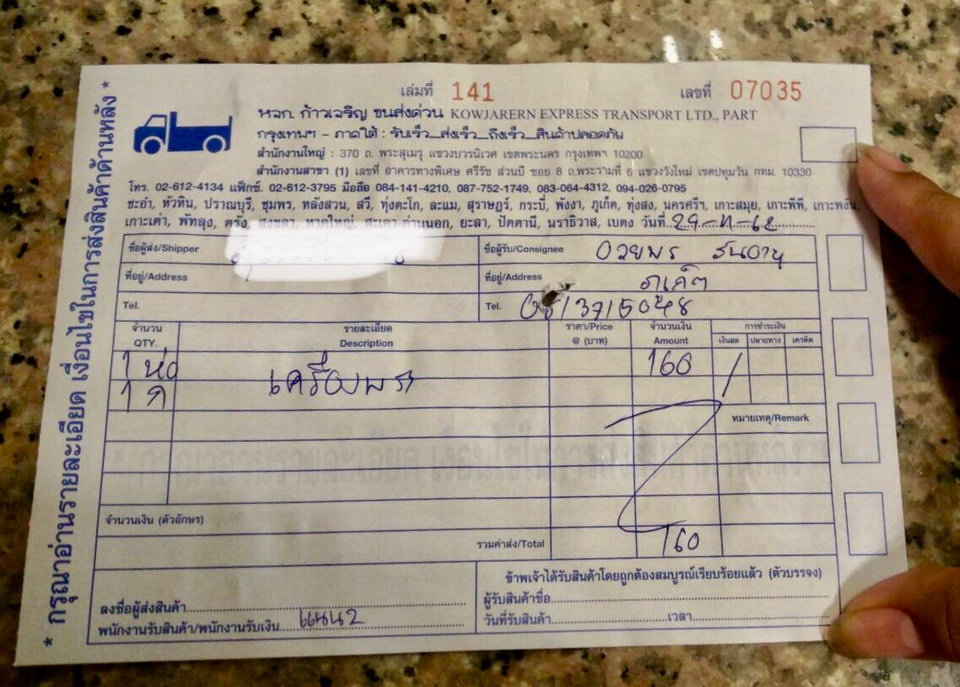 เล่มที่ 141 เลขที่ 07035
หจก. ก้าวเจริญ ขนส่งด่วน KOWJARERN EXPRESS TRANSPORT LTD., PART
กรุงเทพฯ - ภาคใต้ : รับเร็ว...ส่งเร็ว...ถึงเร็ว...สินค้าปลอดภัย
สำนักงานใหญ่ : 370 ถ. พระสุเมรุ แขวงบวรนิเวศ เขตพระนคร กรุงเทพฯ 10200
สำนักงานสาขา (1) เลขที่ อาคารทางพิเศษ ศรีรัช ส่วนบี ซอย 8 ถ.พระรามที่ 6 แขวงวังใหม่ เขตปทุมวัน กทม. 10330
โทร. 02-612-4134 แฟ็กซ์. 02-612-3795 มือถือ 084-141-4210, 087-752-1749, 083-064-4312, 094-026-0795
ชะอำ, หัวหิน, ปราณบุรี, ชุมพร, หลังสวน, สวี, ทุ่งตะโก, ละแม, สุราษฎร์, กระบี่, พังงา, ภูเก็ต, ทุ่งสง, นครศรีฯ, เกาะสมุย, เกาะพีพี, เกาะพงัน,
เกาะเต่า, พัทลุง, ตรัง, สงขลา, หาดใหญ่, สะเดา-ด่านนอก, ยะลา, ปัตตานี, นราธิวาส, เบตง วันที่
ชื่อผู้ส่ง/Shipper ชื่อผู้รับ/Consignee อวยพร
ที่อยู่/Address ที่อยู่/Address ภูเก็ต
Tel. Tel. 0813715048
จำนวน QTY. รายละเอียด Description ราคา/Price @ (บาท) จำนวนเงิน Amount การชำระเงิน
เงินสด ปลายทาง เครดิต
1 ห่อ 160 /
1 เครื่องพระ
หมายเหตุ/Remark
จำนวนเงิน (ตัวอักษร)
รวมค่าส่ง/Total 160
ข้าพเจ้าได้รับสินค้าโดยถูกต้องสมบูรณ์เรียบร้อยแล้ว (ตัวบรรจง)
ลงชื่อผู้ส่งสินค้า
ผู้รับสินค้าชื่อ
พนักงานรับสินค้า/พนักงานรับเงิน
วันที่รับสินค้า เวลา
* กรุณาอ่านรายละเอียด เงื่อนไขในการส่งสินค้าด้านหลัง *